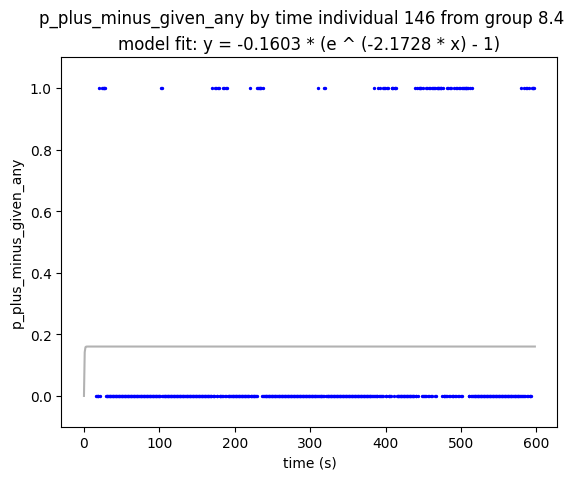 p_plus_minus_given_any by time individual 146 from group 8.4
model fit: y = -0.1603 * (e ^ (-2.1728 * x) - 1)
1.0
0.8
0.6
0.4
0.2
0.0
p_plus_minus_given_any
0 100 200 300 400 500 600
time (s)